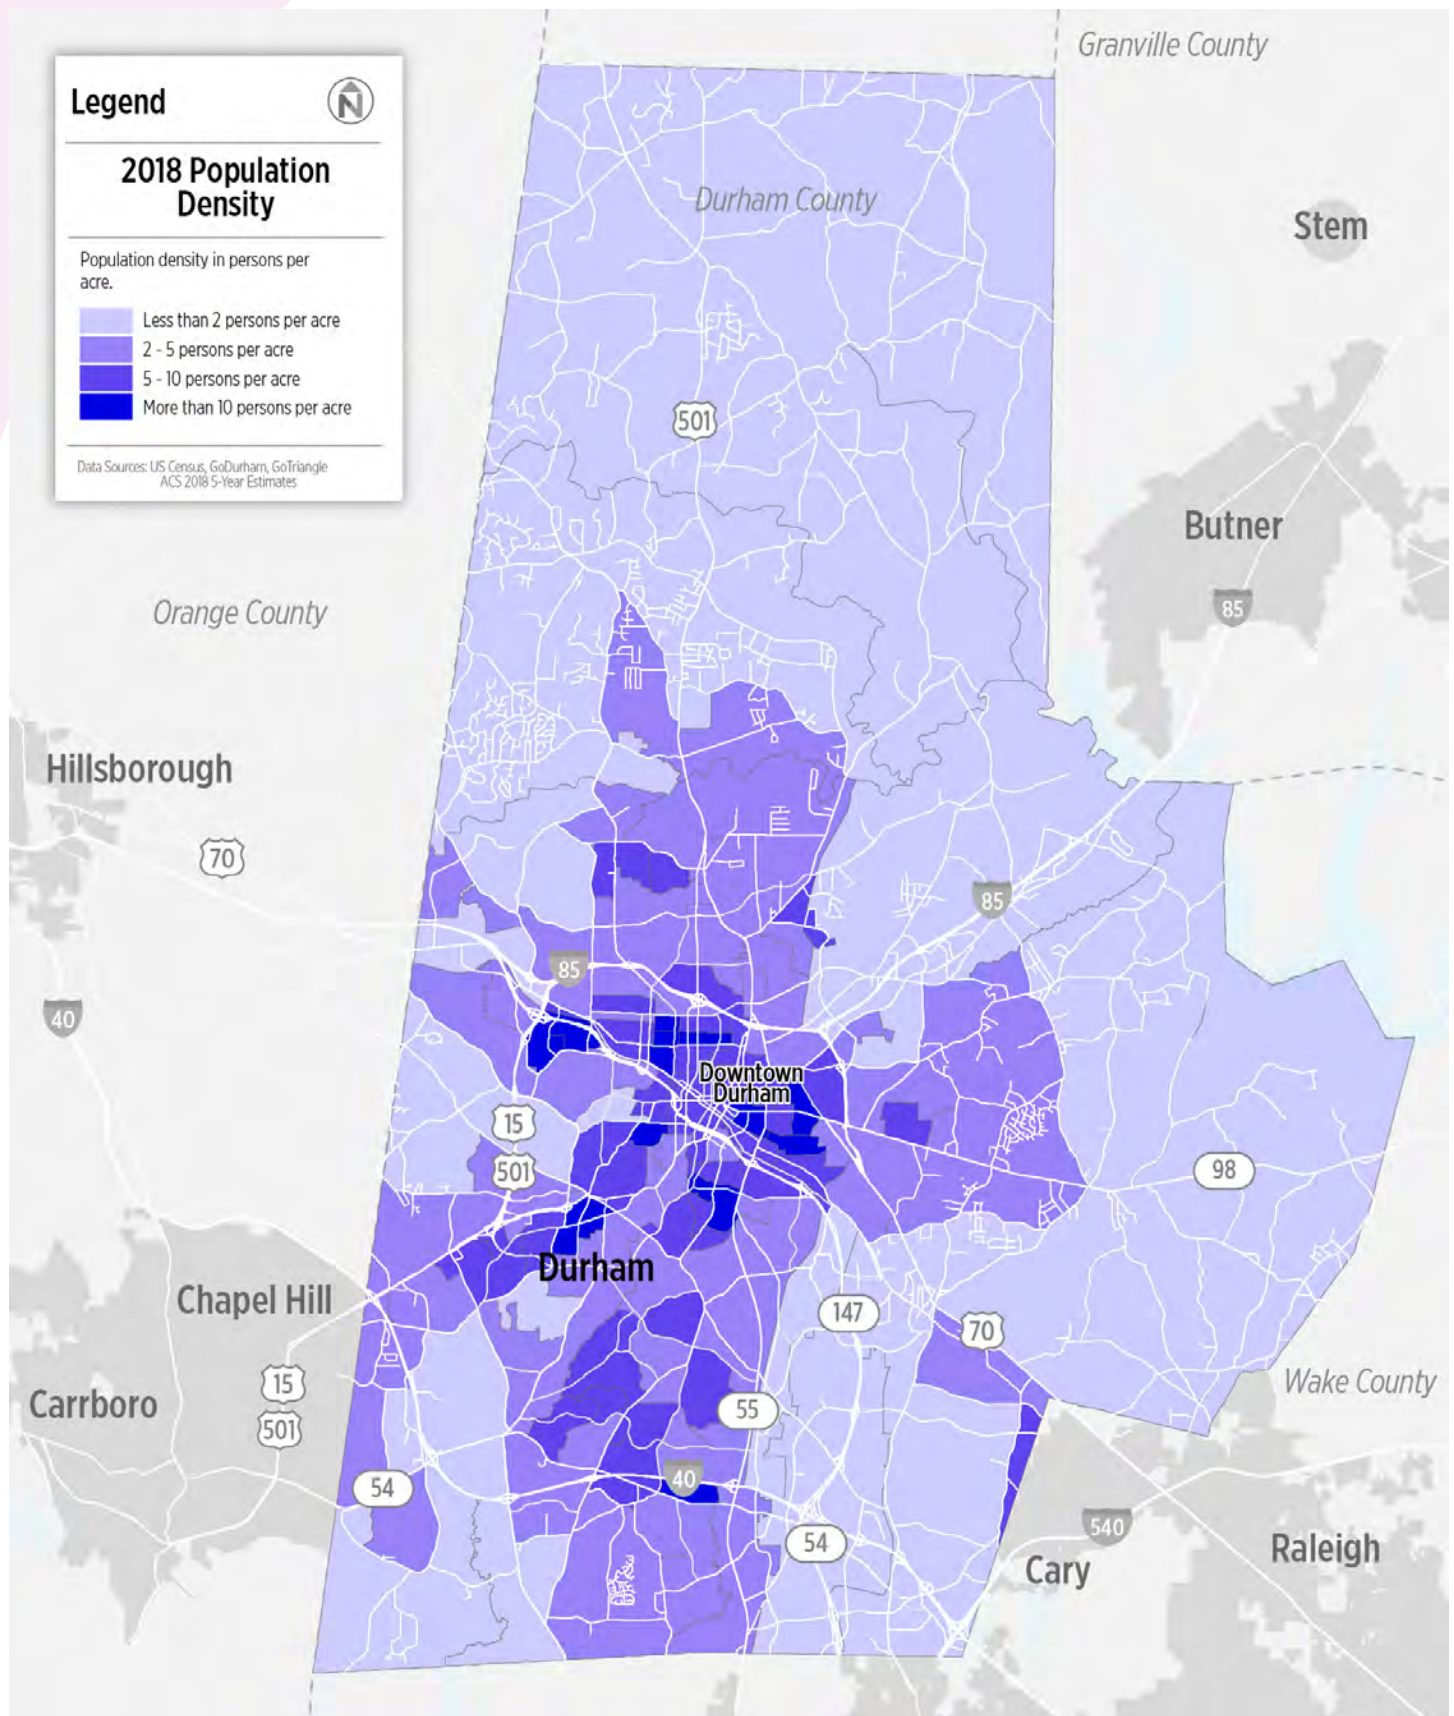 Legend
N
2018 Population
Density
Population density in persons per
acre.
Less than 2 persons per acre
2 - 5 persons per acre
5 - 10 persons per acre
More than 10 persons per acre
Data Sources: US Census, GoDurham, GoTriangle
ACS 2018 5-Year Estimates
Granville County
Durham County
Stem
501
Butner
85
Orange County
Hillsborough
70
85
85
40
Downtown
Durham
15
501
98
Durham
Chapel Hill
147
70
15
501
Carrboro
55
Wake County
40
54
54
540
Cary
Raleigh